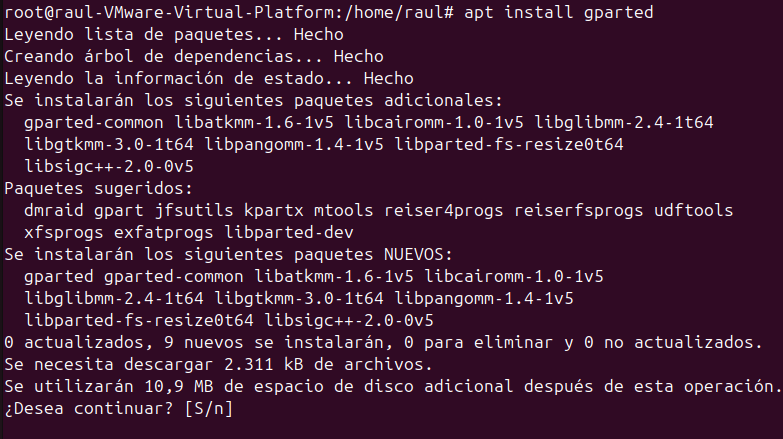 root@raul-VMware-Virtual-Platform:/home/raul# apt install gparted
Leyendo lista de paquetes... Hecho
Creando árbol de dependencias... Hecho
Leyendo la información de estado... Hecho
Se instalarán los siguientes paquetes adicionales:
  gparted-common libatkmm-1.6-1v5 libcairomm-1.0-1v5 libglibmm-2.4-1t64
  libgtkmm-3.0-1t64 libpangomm-1.4-1v5 libparted-fs-resize0t64
  libsigc++-2.0-0v5
Paquetes sugeridos:
  dmraid gpart jfsutils kpartx mtools reiser4progs reiserfsprogs udftools
  xfsprogs exfatprogs libparted-dev
Se instalarán los siguientes paquetes NUEVOS:
  gparted gparted-common libatkmm-1.6-1v5 libcairomm-1.0-1v5
  libglibmm-2.4-1t64 libgtkmm-3.0-1t64 libpangomm-1.4-1v5
  libparted-fs-resize0t64 libsigc++-2.0-0v5
0 actualizados, 9 nuevos se instalarán, 0 para eliminar y 0 no actualizados.
Se necesita descargar 2.311 kB de archivos.
Se utilizarán 10,9 MB de espacio de disco adicional después de esta operación.
¿Desea continuar? [S/n]